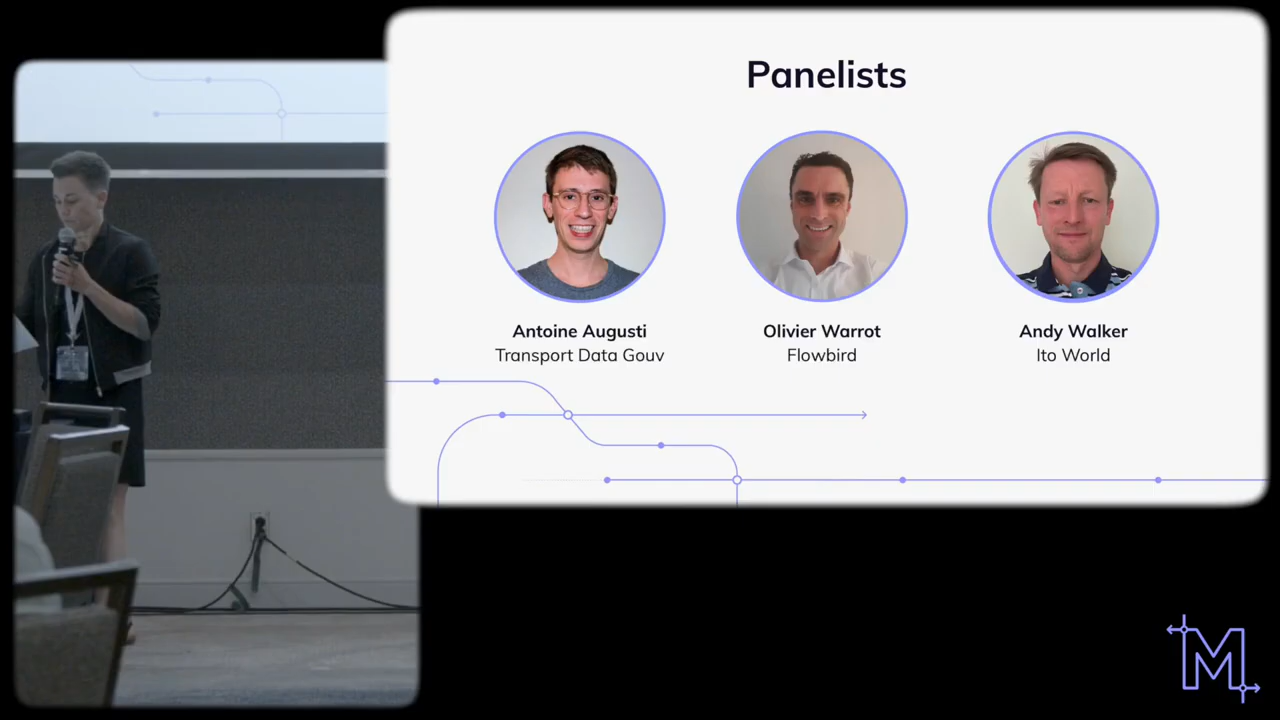 Panelists
Antoine Augusti
Transport Data Gouv
Olivier Warrot
Flowbird
Andy Walker
Ito World
M